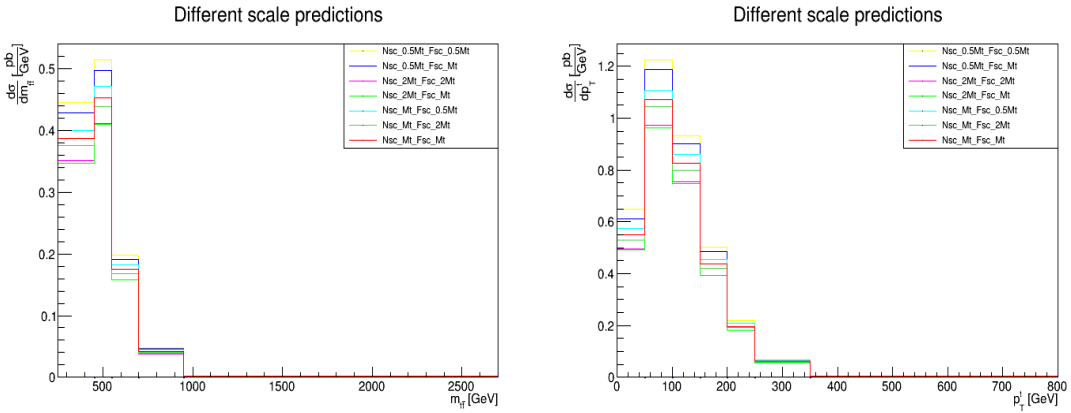 Different scale predictions
dσ/dm_tt̄ [pb/GeV]
Nsc_0.5Mt_Fsc_0.5Mt
Nsc_0.5Mt_Fsc_Mt
Nsc_2Mt_Fsc_2Mt
Nsc_2Mt_Fsc_Mt
Nsc_Mt_Fsc_0.5Mt
Nsc_Mt_Fsc_2Mt
Nsc_Mt_Fsc_Mt
0.5
0.4
0.3
0.2
0.1
0
500 1000 1500 2000 2500
m_tt̄ [GeV]
Different scale predictions
dσ/dp_T^t [pb/GeV]
Nsc_0.5Mt_Fsc_0.5Mt
Nsc_0.5Mt_Fsc_Mt
Nsc_2Mt_Fsc_2Mt
Nsc_2Mt_Fsc_Mt
Nsc_Mt_Fsc_0.5Mt
Nsc_Mt_Fsc_2Mt
Nsc_Mt_Fsc_Mt
1.2
1
0.8
0.6
0.4
0.2
0
0 100 200 300 400 500 600 700 800
p_T^t [GeV]